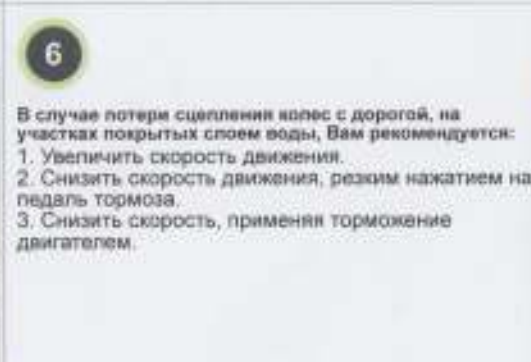 6
В случае потери сцепления колес с дорогой, на
участках покрытых слоем воды, Вам рекомендуется:
1. Увеличить скорость движения.
2. Снизить скорость движения, резким нажатием на
педаль тормоза.
3. Снизить скорость, применяя торможение
двигателем.